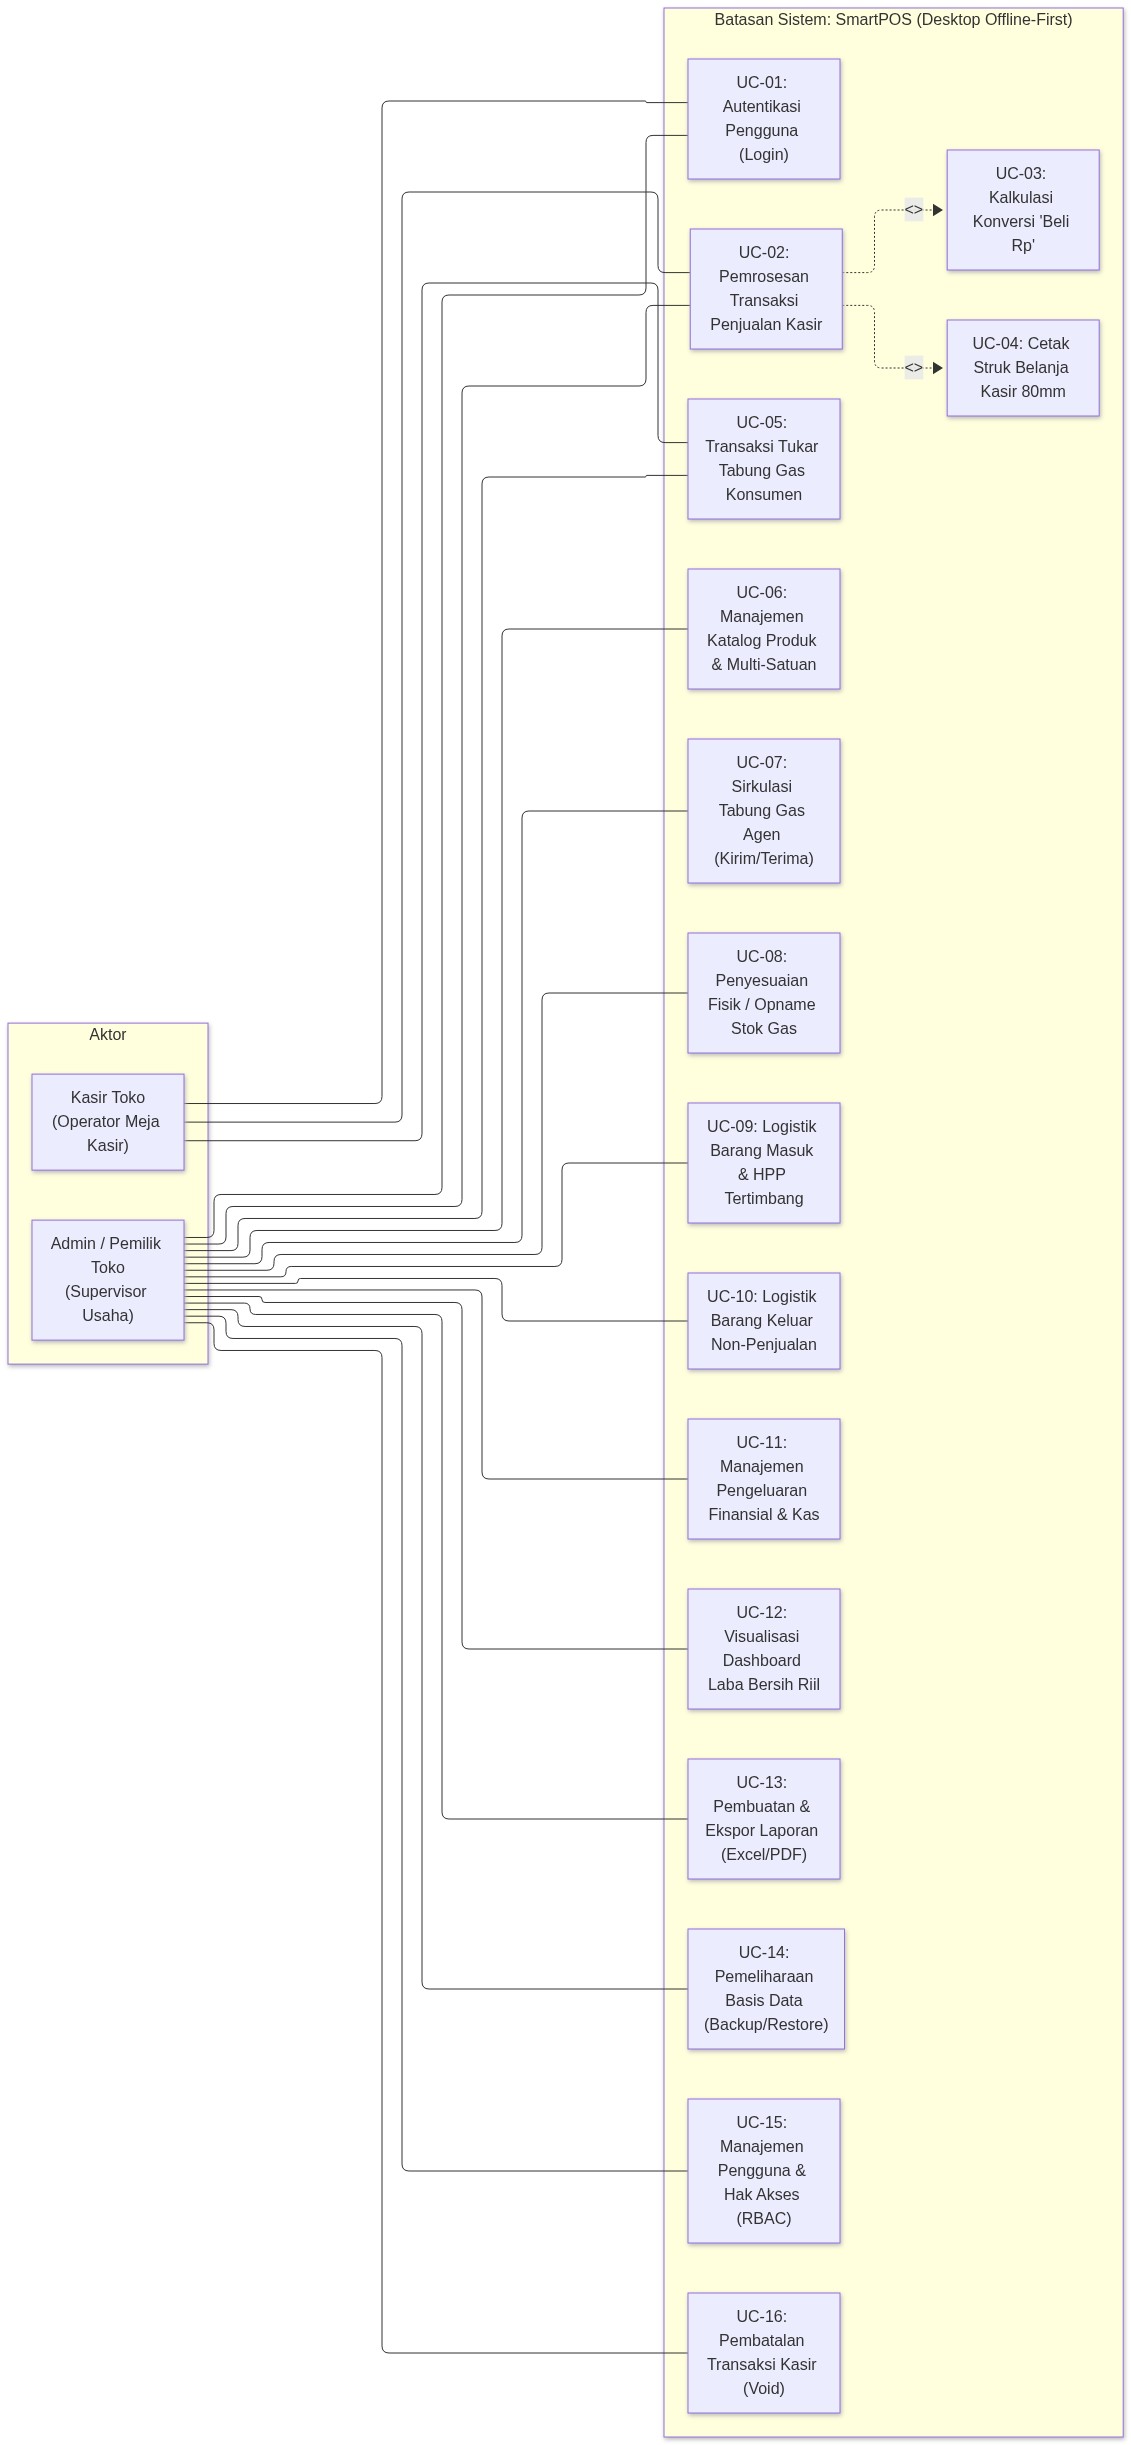 Batasan Sistem: SmartPOS (Desktop Offline-First)
UC-01:
Autentikasi
Pengguna
(Login)
UC-02:
Pemrosesan
Transaksi
Penjualan Kasir
<>
UC-03:
Kalkulasi
Konversi 'Beli
Rp'
<>
UC-04: Cetak
Struk Belanja
Kasir 80mm
UC-05:
Transaksi Tukar
Tabung Gas
Konsumen
UC-06:
Manajemen
Katalog Produk
& Multi-Satuan
UC-07:
Sirkulasi
Tabung Gas
Agen
(Kirim/Terima)
UC-08:
Penyesuaian
Fisik / Opname
Stok Gas
Aktor
Kasir Toko
(Operator Meja
Kasir)
Admin / Pemilik
Toko
(Supervisor
Usaha)
UC-09: Logistik
Barang Masuk
& HPP
Tertimbang
UC-10: Logistik
Barang Keluar
Non-Penjualan
UC-11:
Manajemen
Pengeluaran
Finansial & Kas
UC-12:
Visualisasi
Dashboard
Laba Bersih Riil
UC-13:
Pembuatan &
Ekspor Laporan
(Excel/PDF)
UC-14:
Pemeliharaan
Basis Data
(Backup/Restore)
UC-15:
Manajemen
Pengguna &
Hak Akses
(RBAC)
UC-16:
Pembatalan
Transaksi Kasir
(Void)